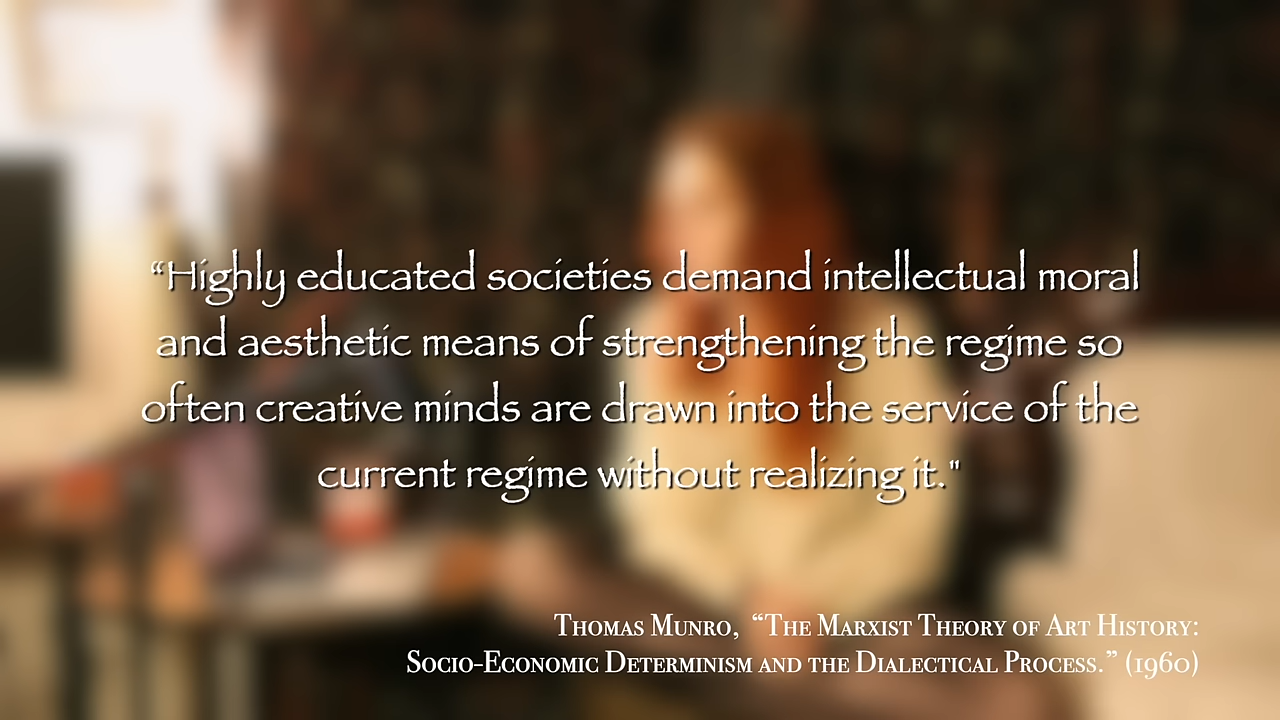 “Highly educated societies demand intellectual moral
and aesthetic means of strengthening the regime so
often creative minds are drawn into the service of the
current regime without realizing it."
Thomas Munro, “The Marxist Theory of Art History:
Socio-Economic Determinism and the Dialectical Process.” (1960)